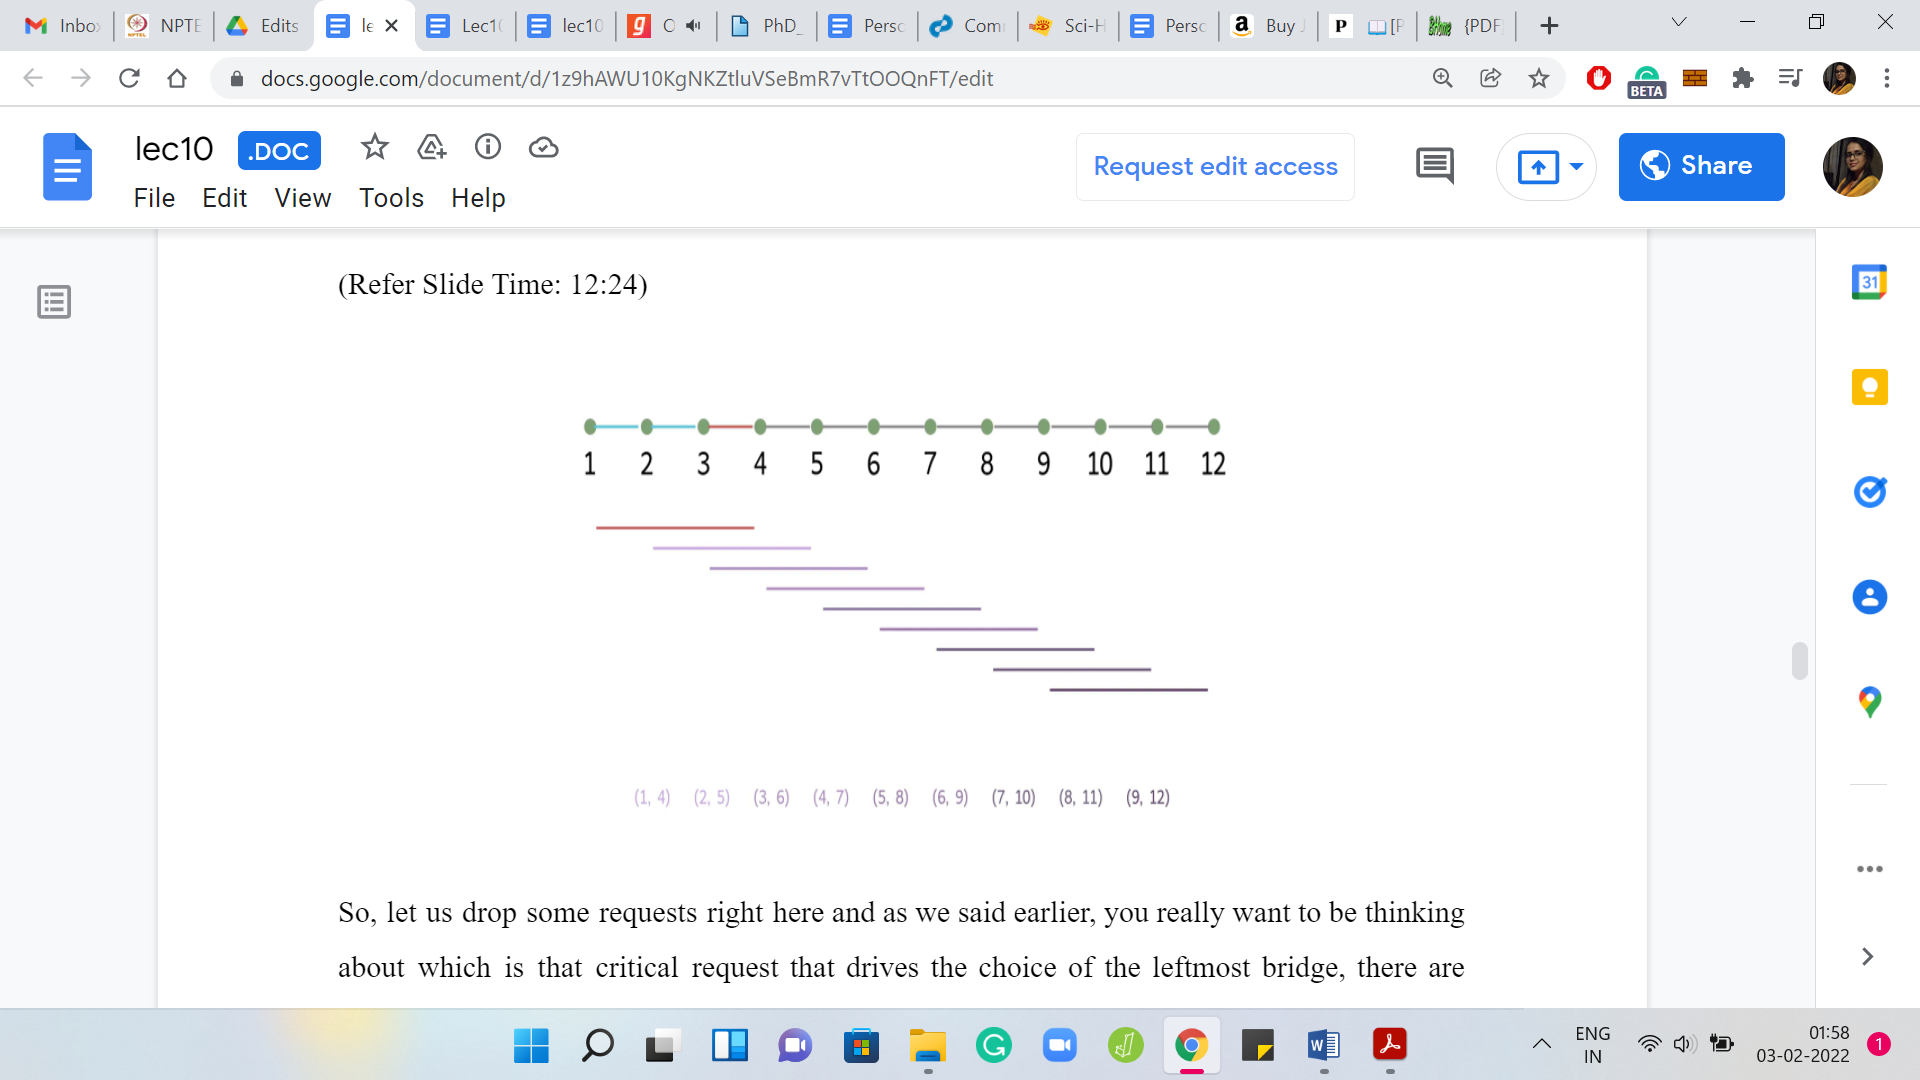 Inbo NPTE Edits le Lec1 lec10 O PhD_ Perso Com Sci-H Perso Buy J [P {PDF
docs.google.com/document/d/1z9hAWU10KgNKZtluVSeBmR7vTtOOQnFT/edit
BETA
lec10 .DOC
Request edit access
Share
File Edit View Tools Help
31
(Refer Slide Time: 12:24)
1 2 3 4 5 6 7 8 9 10 11 12
(1, 4) (2, 5) (3, 6) (4, 7) (5, 8) (6, 9) (7, 10) (8, 11) (9, 12)
So, let us drop some requests right here and as we said earlier, you really want to be thinking
about which is that critical request that drives the choice of the leftmost bridge, there are
ENG
IN
01:58
03-02-2022
1